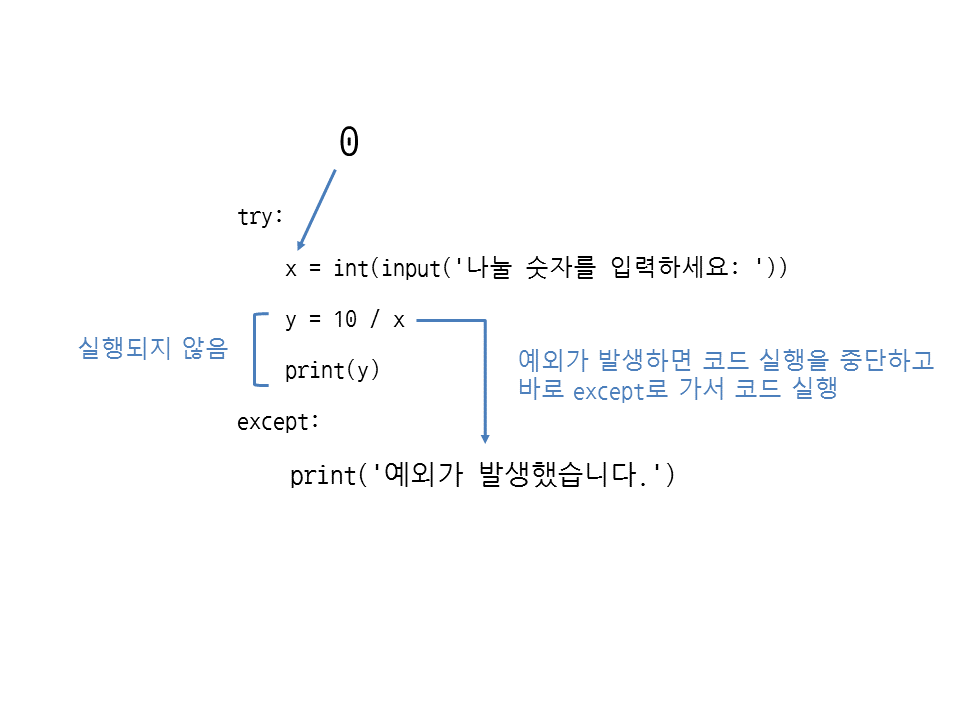 0
try:
x = int(input('나눌 숫자를 입력하세요: '))
y = 10 / x
실행되지 않음
print(y)
예외가 발생하면 코드 실행을 중단하고
바로 except로 가서 코드 실행
except:
print('예외가 발생했습니다.')